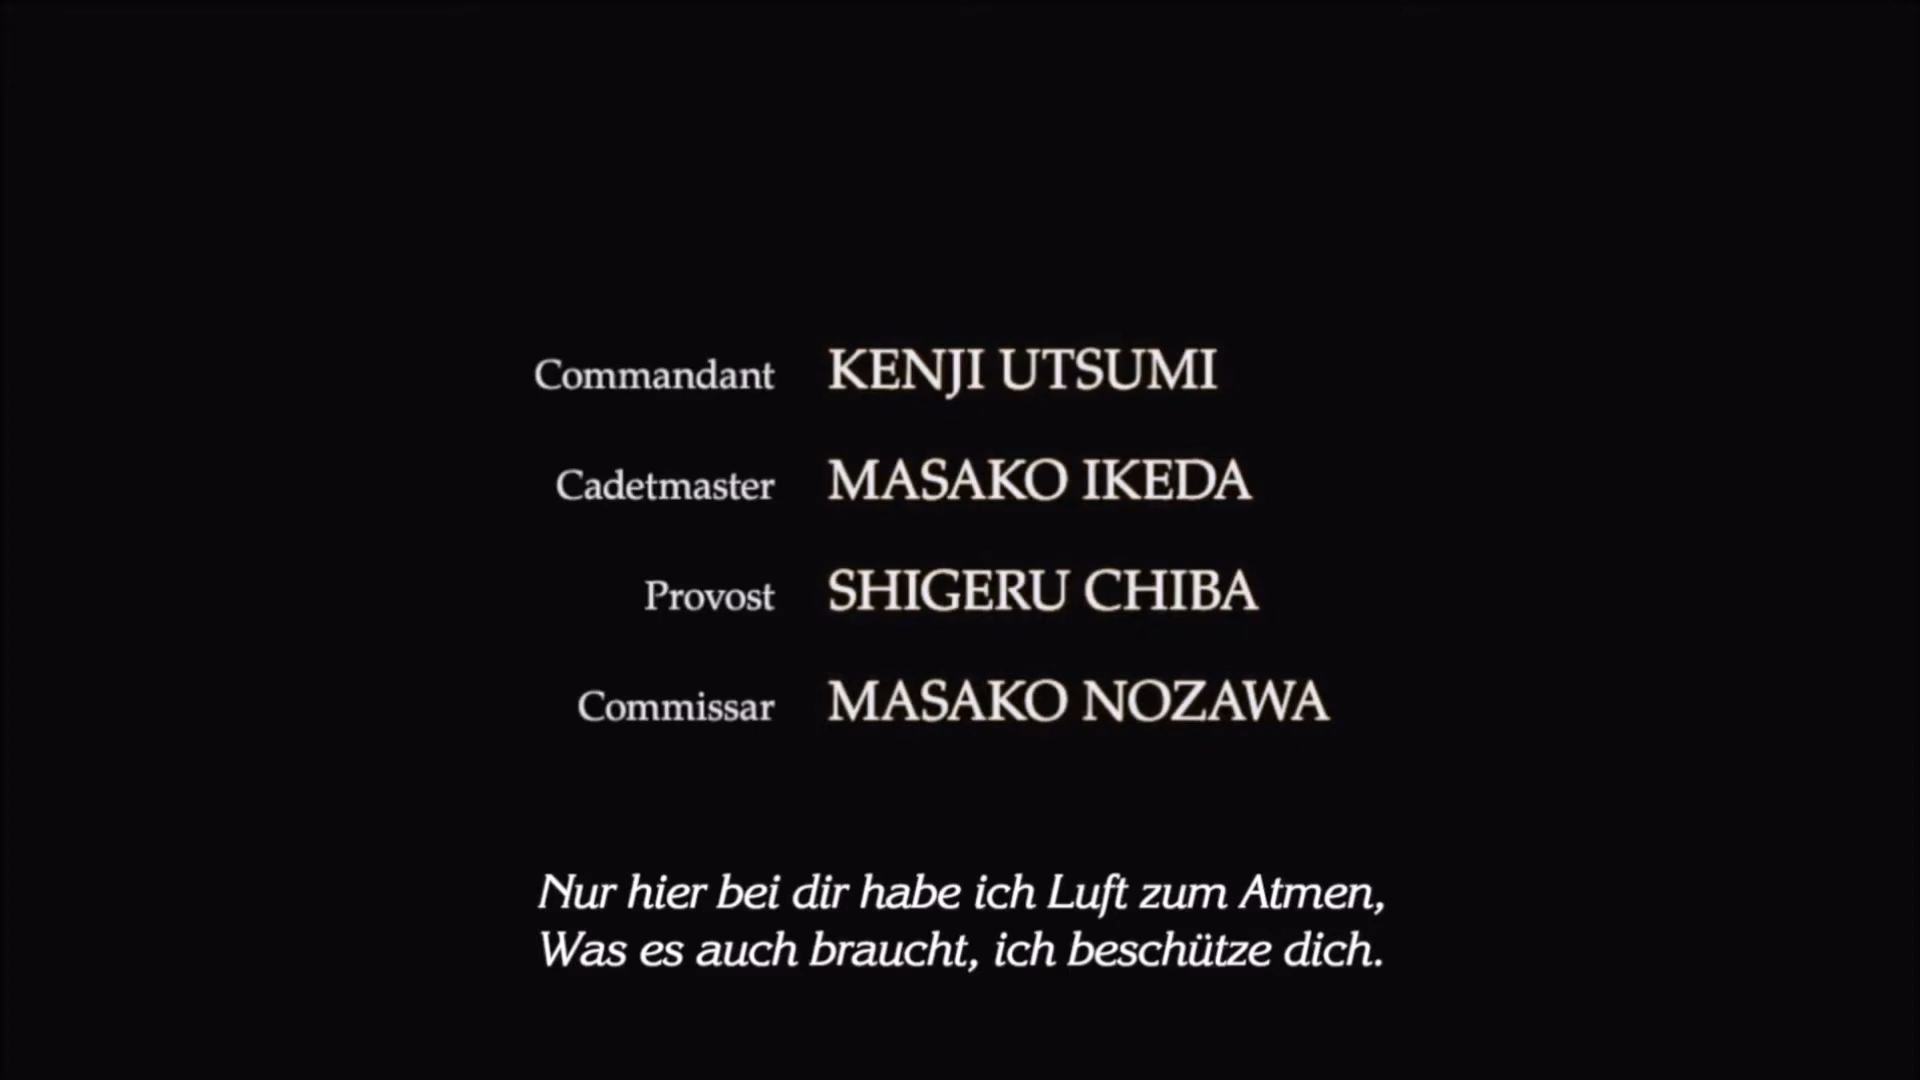 Commandant KENJI UTSUMI
Cadetmaster MASAKO IKEDA
Provost SHIGERU CHIBA
Commissar MASAKO NOZAWA
Nur hier bei dir habe ich Luft zum Atmen,
Was es auch braucht, ich beschütze dich.